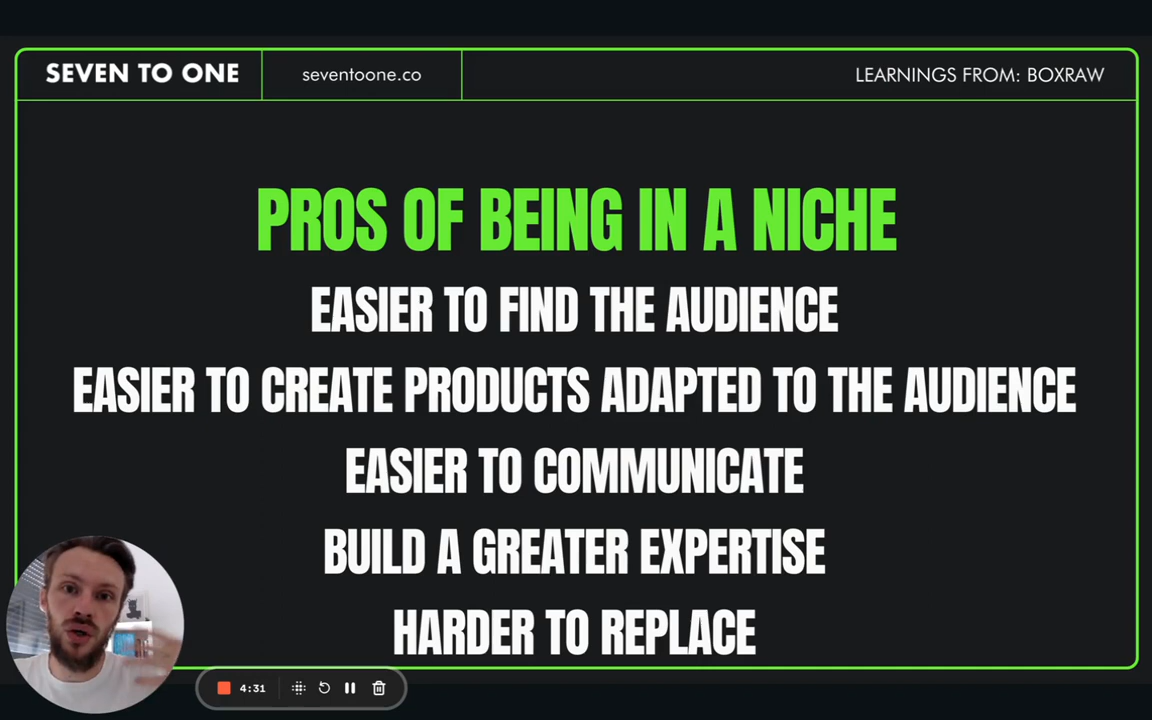 SEVEN TO ONE
seventoone.co
LEARNINGS FROM: BOXRAW
PROS OF BEING IN A NICHE
EASIER TO FIND THE AUDIENCE
EASIER TO CREATE PRODUCTS ADAPTED TO THE AUDIENCE
EASIER TO COMMUNICATE
BUILD A GREATER EXPERTISE
HARDER TO REPLACE
4:31